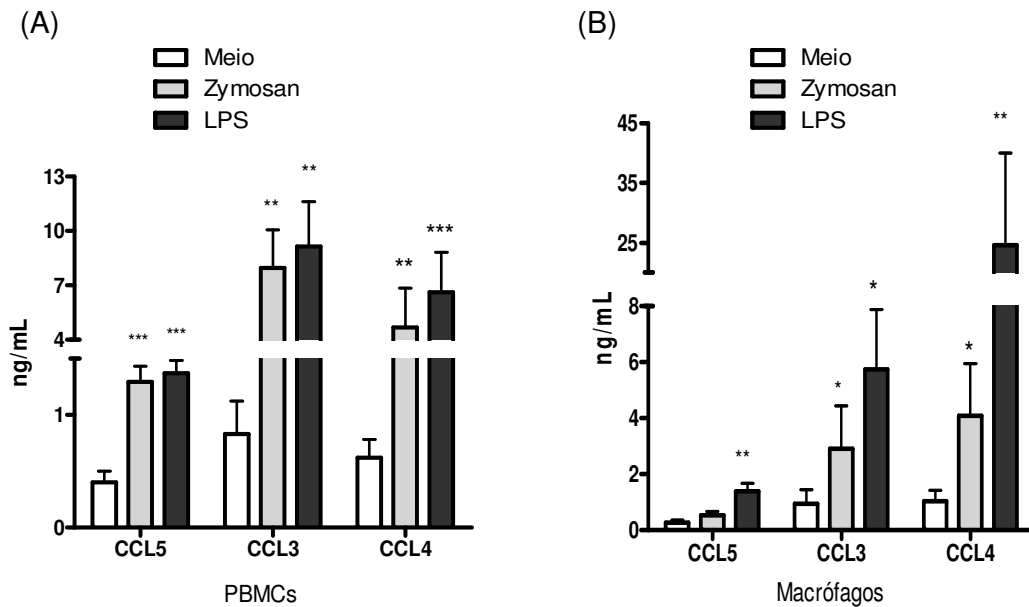 (A)
Meio
Zymosan
LPS
ng/mL
13
10
7
4
1
0
***
***
**
**
**
***
CCL5 CCL3 CCL4
PBMCs
(B)
Meio
Zymosan
LPS
ng/mL
45
35
25
8
6
4
2
0
**
*
*
*
**
CCL5 CCL3 CCL4
Macrófagos